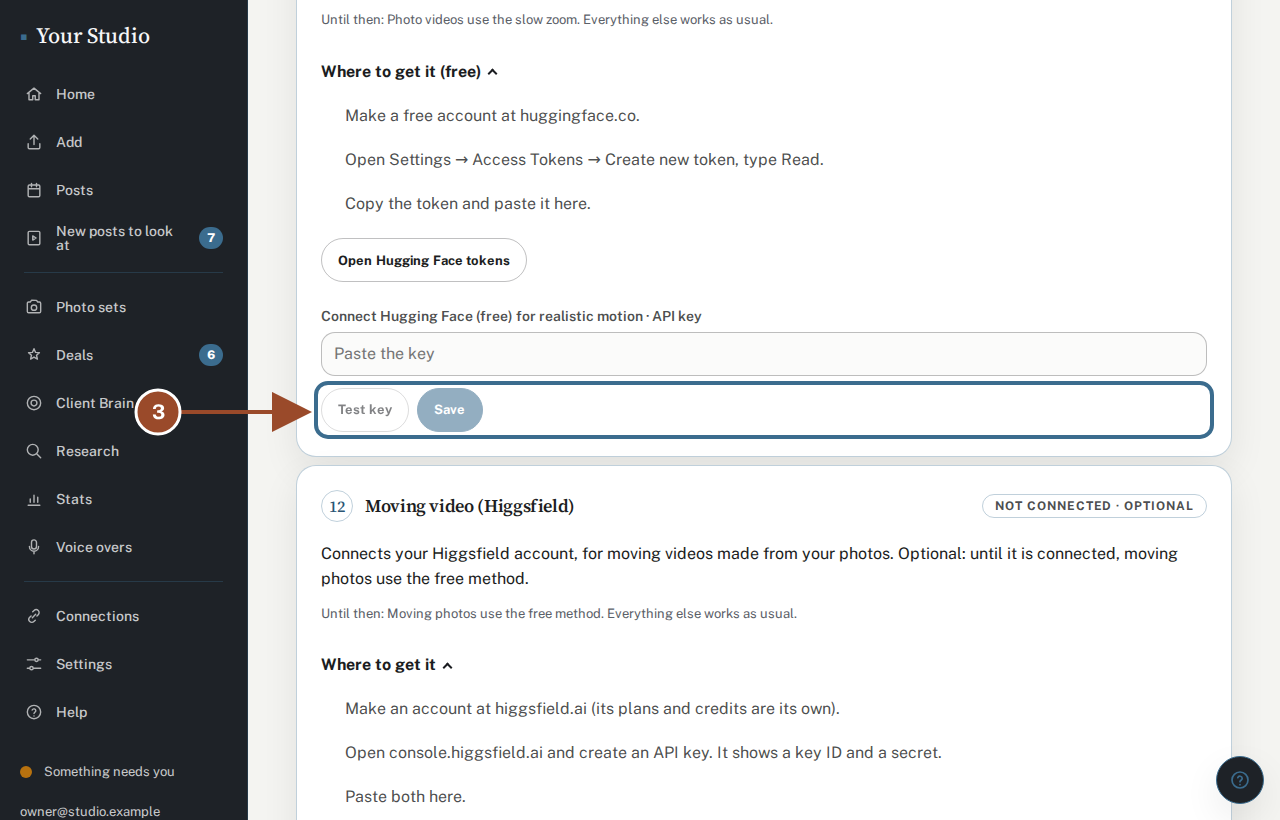 Your Studio
Home
Add
Posts
New posts to look
at
7
Photo sets
Deals
6
Client Brain
3
Research
Stats
Voice overs
Connections
Settings
Help
Something needs you
owner@studio.example
Until then: Photo videos use the slow zoom. Everything else works as usual.
Where to get it (free)
Make a free account at huggingface.co.
Open Settings → Access Tokens → Create new token, type Read.
Copy the token and paste it here.
Open Hugging Face tokens
Connect Hugging Face (free) for realistic motion · API key
Paste the key
Test key
Save
12
Moving video (Higgsfield)
NOT CONNECTED · OPTIONAL
Connects your Higgsfield account, for moving videos made from your photos. Optional: until it is connected, moving
photos use the free method.
Until then: Moving photos use the free method. Everything else works as usual.
Where to get it
Make an account at higgsfield.ai (its plans and credits are its own).
Open console.higgsfield.ai and create an API key. It shows a key ID and a secret.
Paste both here.